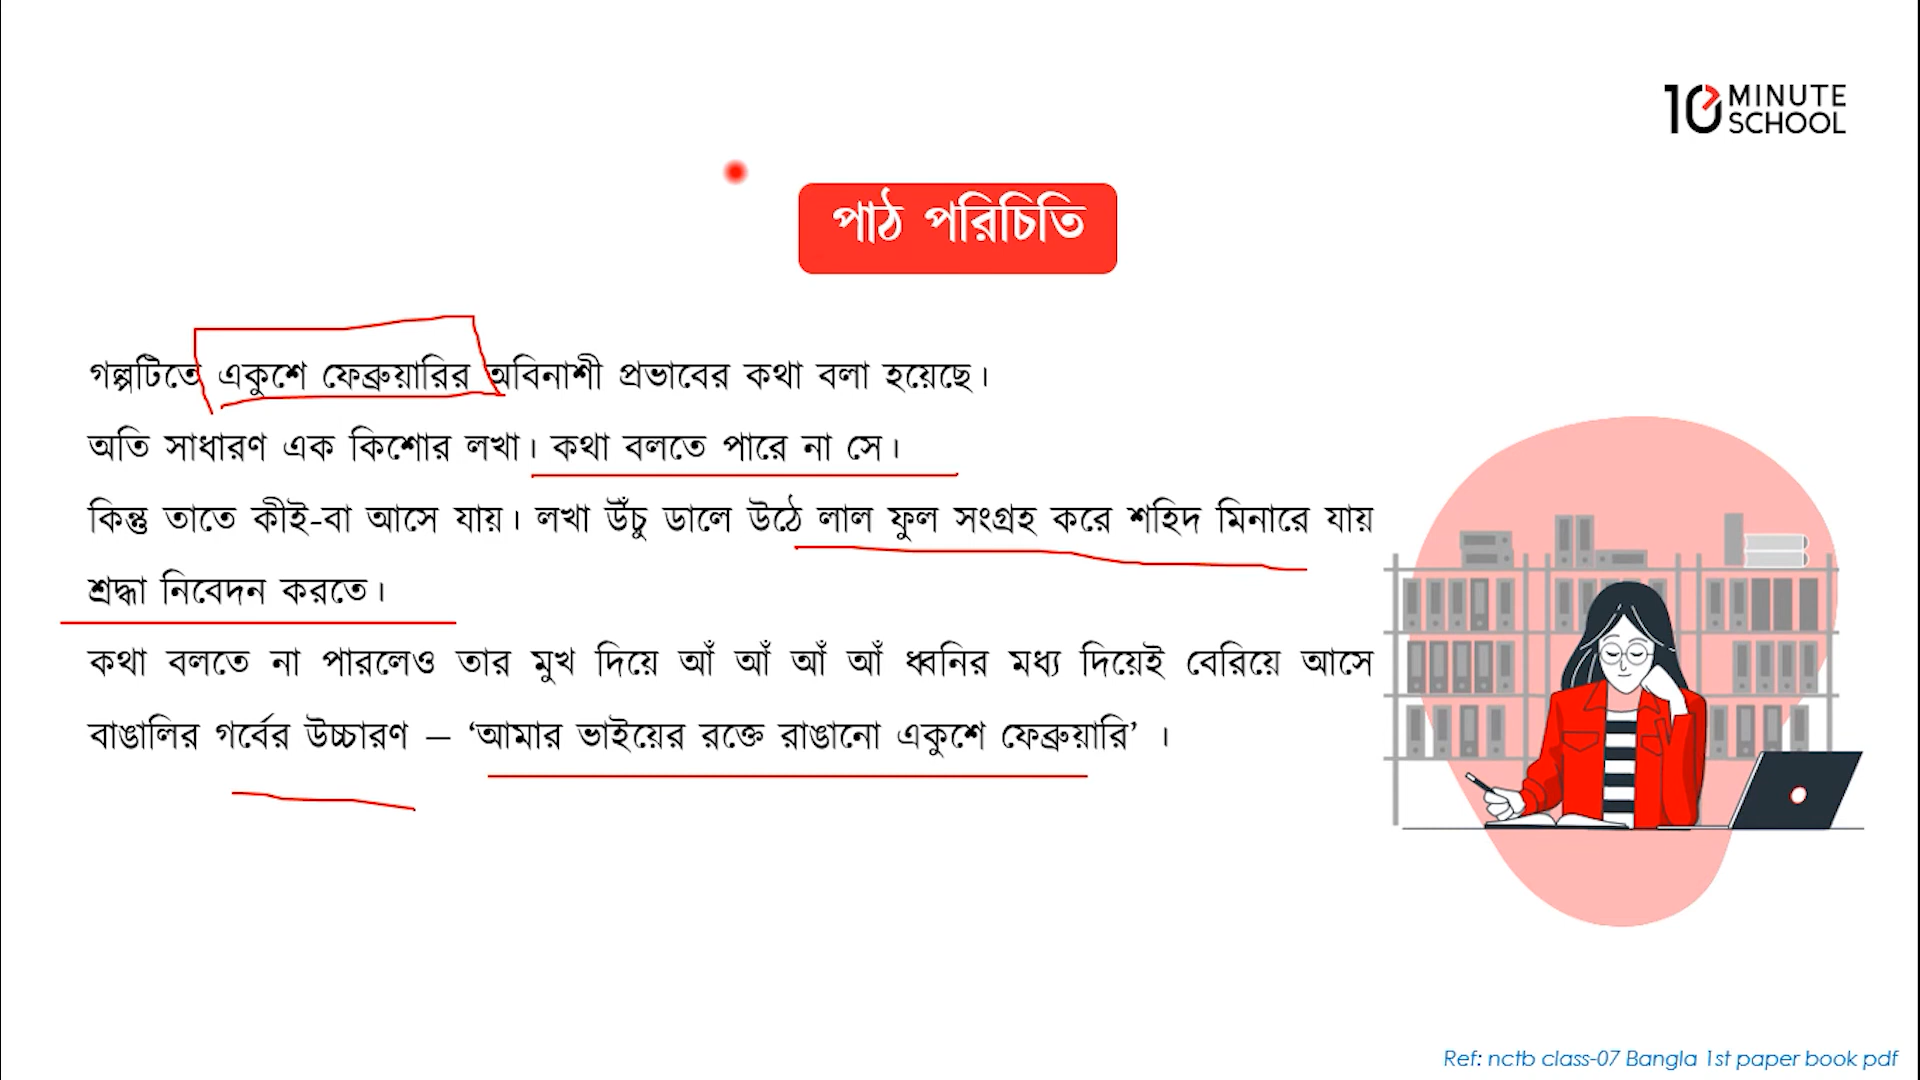 10 MINUTE
SCHOOL
পাঠ পরিচিতি
গল্পটিতে একুশে ফেব্রুয়ারির অবিনাশী প্রভাবের কথা বলা হয়েছে।
অতি সাধারণ এক কিশোর লখা। কথা বলতে পারে না সে।
কিন্তু তাতে কীই-বা আসে যায়। লখা উঁচু ডালে উঠে লাল ফুল সংগ্রহ করে শহিদ মিনারে যায়
শ্রদ্ধা নিবেদন করতে।
কথা বলতে না পারলেও তার মুখ দিয়ে আঁ আঁ আঁ আঁ ধ্বনির মধ্য দিয়েই বেরিয়ে আসে
বাঙালির গর্বের উচ্চারণ – ‘আমার ভাইয়ের রক্তে রাঙানো একুশে ফেব্রুয়ারি’ ।
Ref: nctb class-07 Bangla 1st paper book pdf